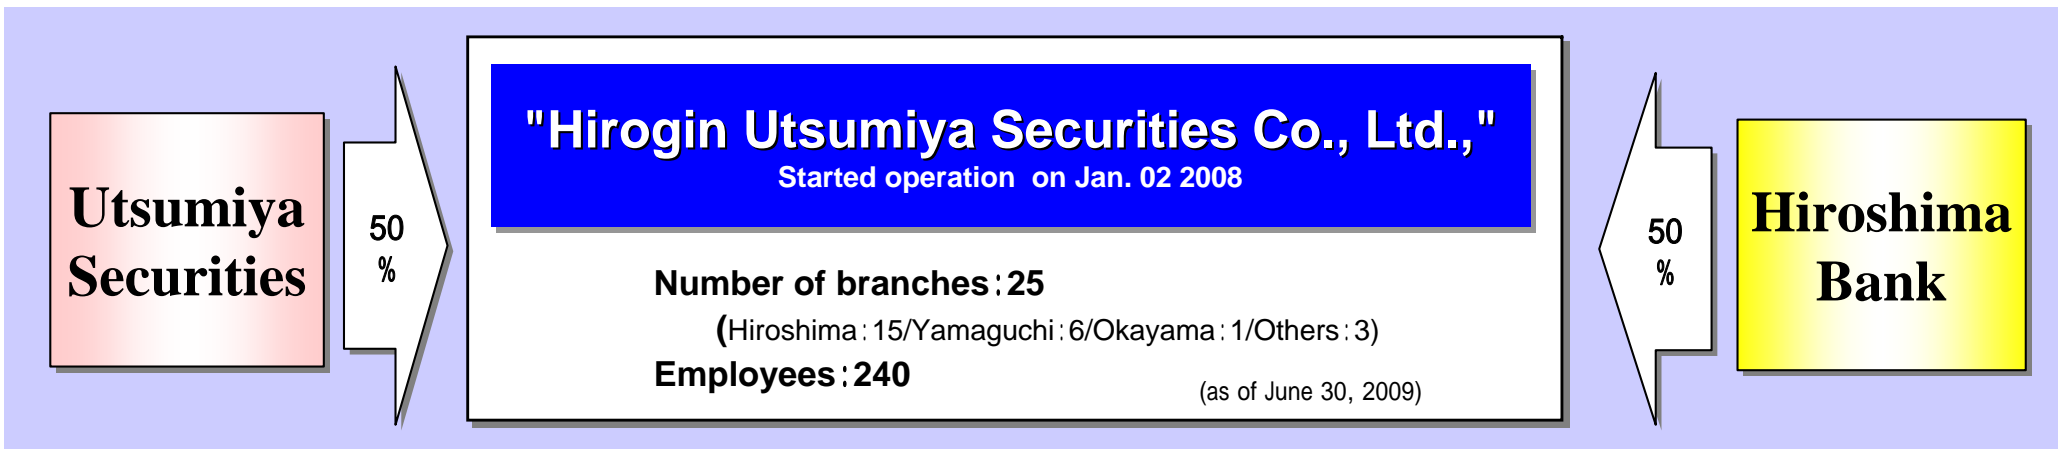 Utsumiya
Securities
50
%
"Hirogin Utsumiya Securities Co., Ltd.,"
Started operation on Jan. 02 2008
Number of branches:25
(Hiroshima:15/Yamaguchi:6/Okayama:1/Others:3)
Employees:240
(as of June 30, 2009)
50
%
Hiroshima
Bank